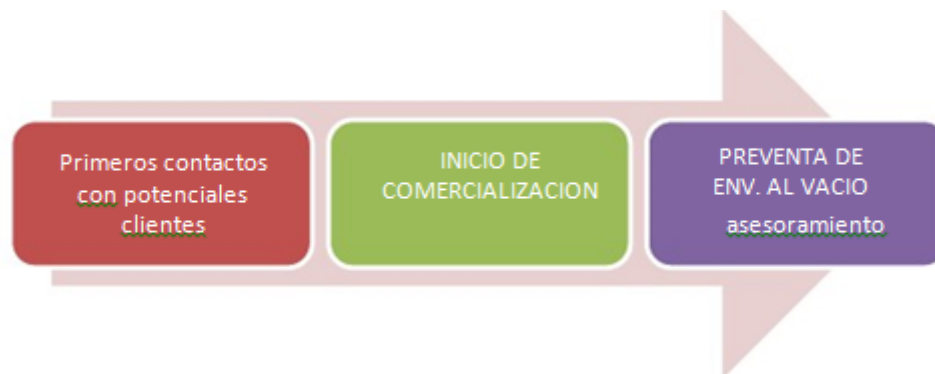 Primeros contactos
con potenciales
clientes
INICIO DE
COMERCIALIZACION
PREVENTA DE
ENV. AL VACIO
asesoramiento